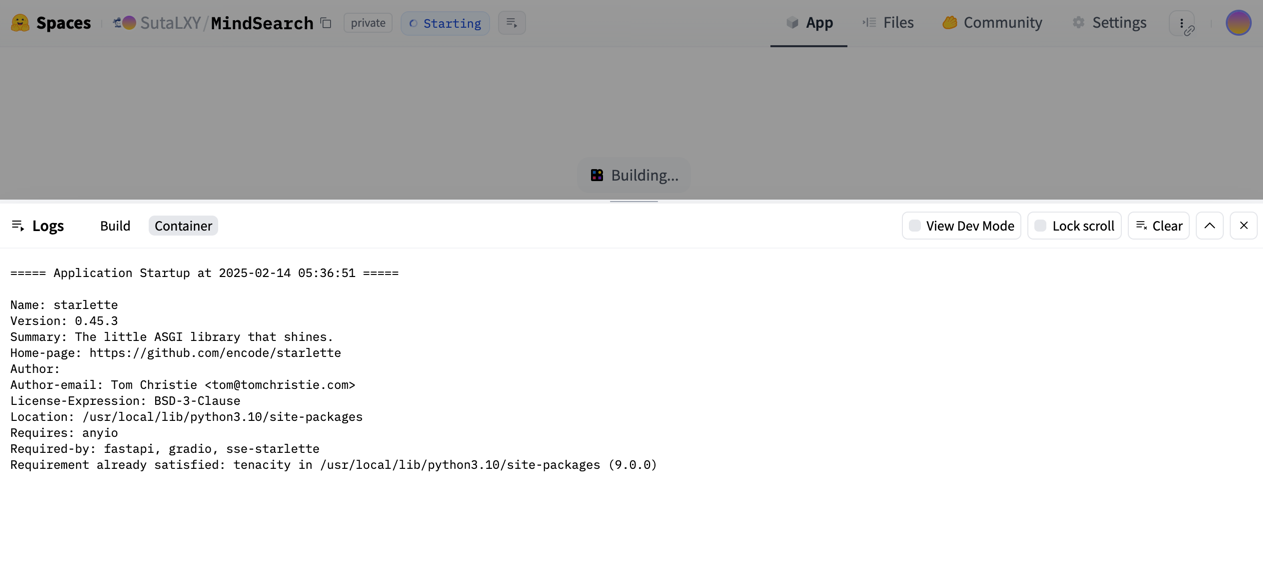 Spaces SutaLXY/MindSearch private Starting App Files Community Settings
Building...
Logs Build Container View Dev Mode Lock scroll Clear
===== Application Startup at 2025-02-14 05:36:51 =====
Name: starlette
Version: 0.45.3
Summary: The little ASGI library that shines.
Home-page: https://github.com/encode/starlette
Author:
Author-email: Tom Christie <tom@tomchristie.com>
License-Expression: BSD-3-Clause
Location: /usr/local/lib/python3.10/site-packages
Requires: anyio
Required-by: fastapi, gradio, sse-starlette
Requirement already satisfied: tenacity in /usr/local/lib/python3.10/site-packages (9.0.0)